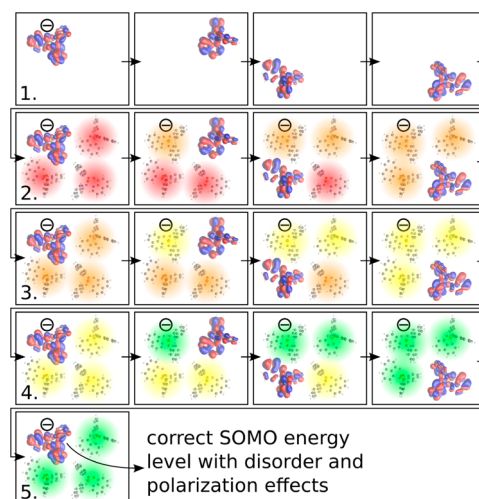 1.
2.
3.
4.
5.
correct SOMO energy
level with disorder and
polarization effects